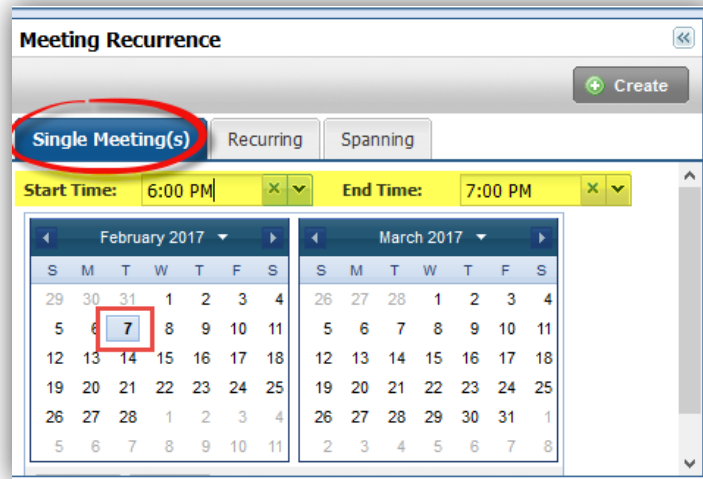 Meeting Recurrence
Create
Single Meeting(s) Recurring Spanning
Start Time: 6:00 PM End Time: 7:00 PM
February 2017
S M T W T F S
29 30 31 1 2 3 4
5 6 7 8 9 10 11
12 13 14 15 16 17 18
19 20 21 22 23 24 25
26 27 28 1 2 3 4
5 6 7 8 9 10 11
March 2017
S M T W T F S
26 27 28 1 2 3 4
5 6 7 8 9 10 11
12 13 14 15 16 17 18
19 20 21 22 23 24 25
26 27 28 29 30 31 1
2 3 4 5 6 7 8